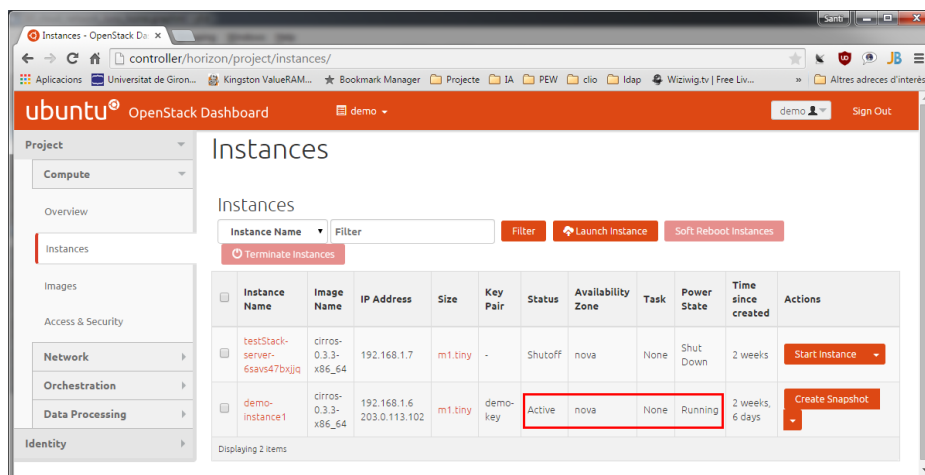 Santi
Instances - OpenStack Da
controller/horizon/project/instances/
Aplicacions Universitat de Giron... Kingston ValueRAM... Bookmark Manager Projecte IA PEW clio ldap Wiziwig.tv | Free Liv... » Altres adreces d'interès
ubuntu OpenStack Dashboard demo demo Sign Out
Project
Compute
Overview
Instances
Images
Access & Security
Network
Orchestration
Data Processing
Identity
Instances
Instances
Instance Name Filter Filter Launch Instance Soft Reboot Instances
Terminate Instances
Instance Name Image Name IP Address Size Key Pair Status Availability Zone Task Power State Time since created Actions
testStack-server-6savs47bxjjq cirros-0.3.3-x86_64 192.168.1.7 m1.tiny - Shutoff nova None Shut Down 2 weeks Start Instance
demo-instance1 cirros-0.3.3-x86_64 192.168.1.6 203.0.113.102 m1.tiny demo-key Active nova None Running 2 weeks, 6 days Create Snapshot
Displaying 2 items